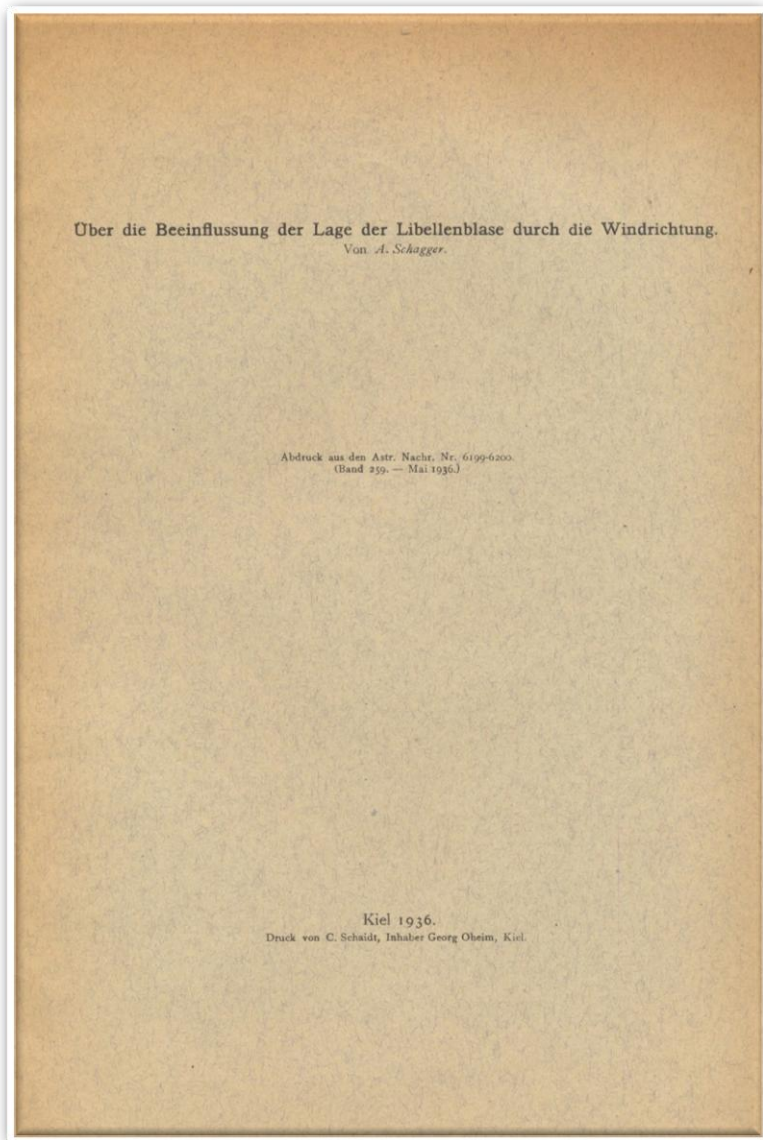 Über die Beeinflussung der Lage der Libellenblase durch die Windrichtung.
Von A. Schagger.
Abdruck aus den Astr. Nachr. Nr. 6199-6200.
(Band 259. — Mai 1936.)
Kiel 1936.
Druck von C. Schaidt, Inhaber Georg Oheim, Kiel.